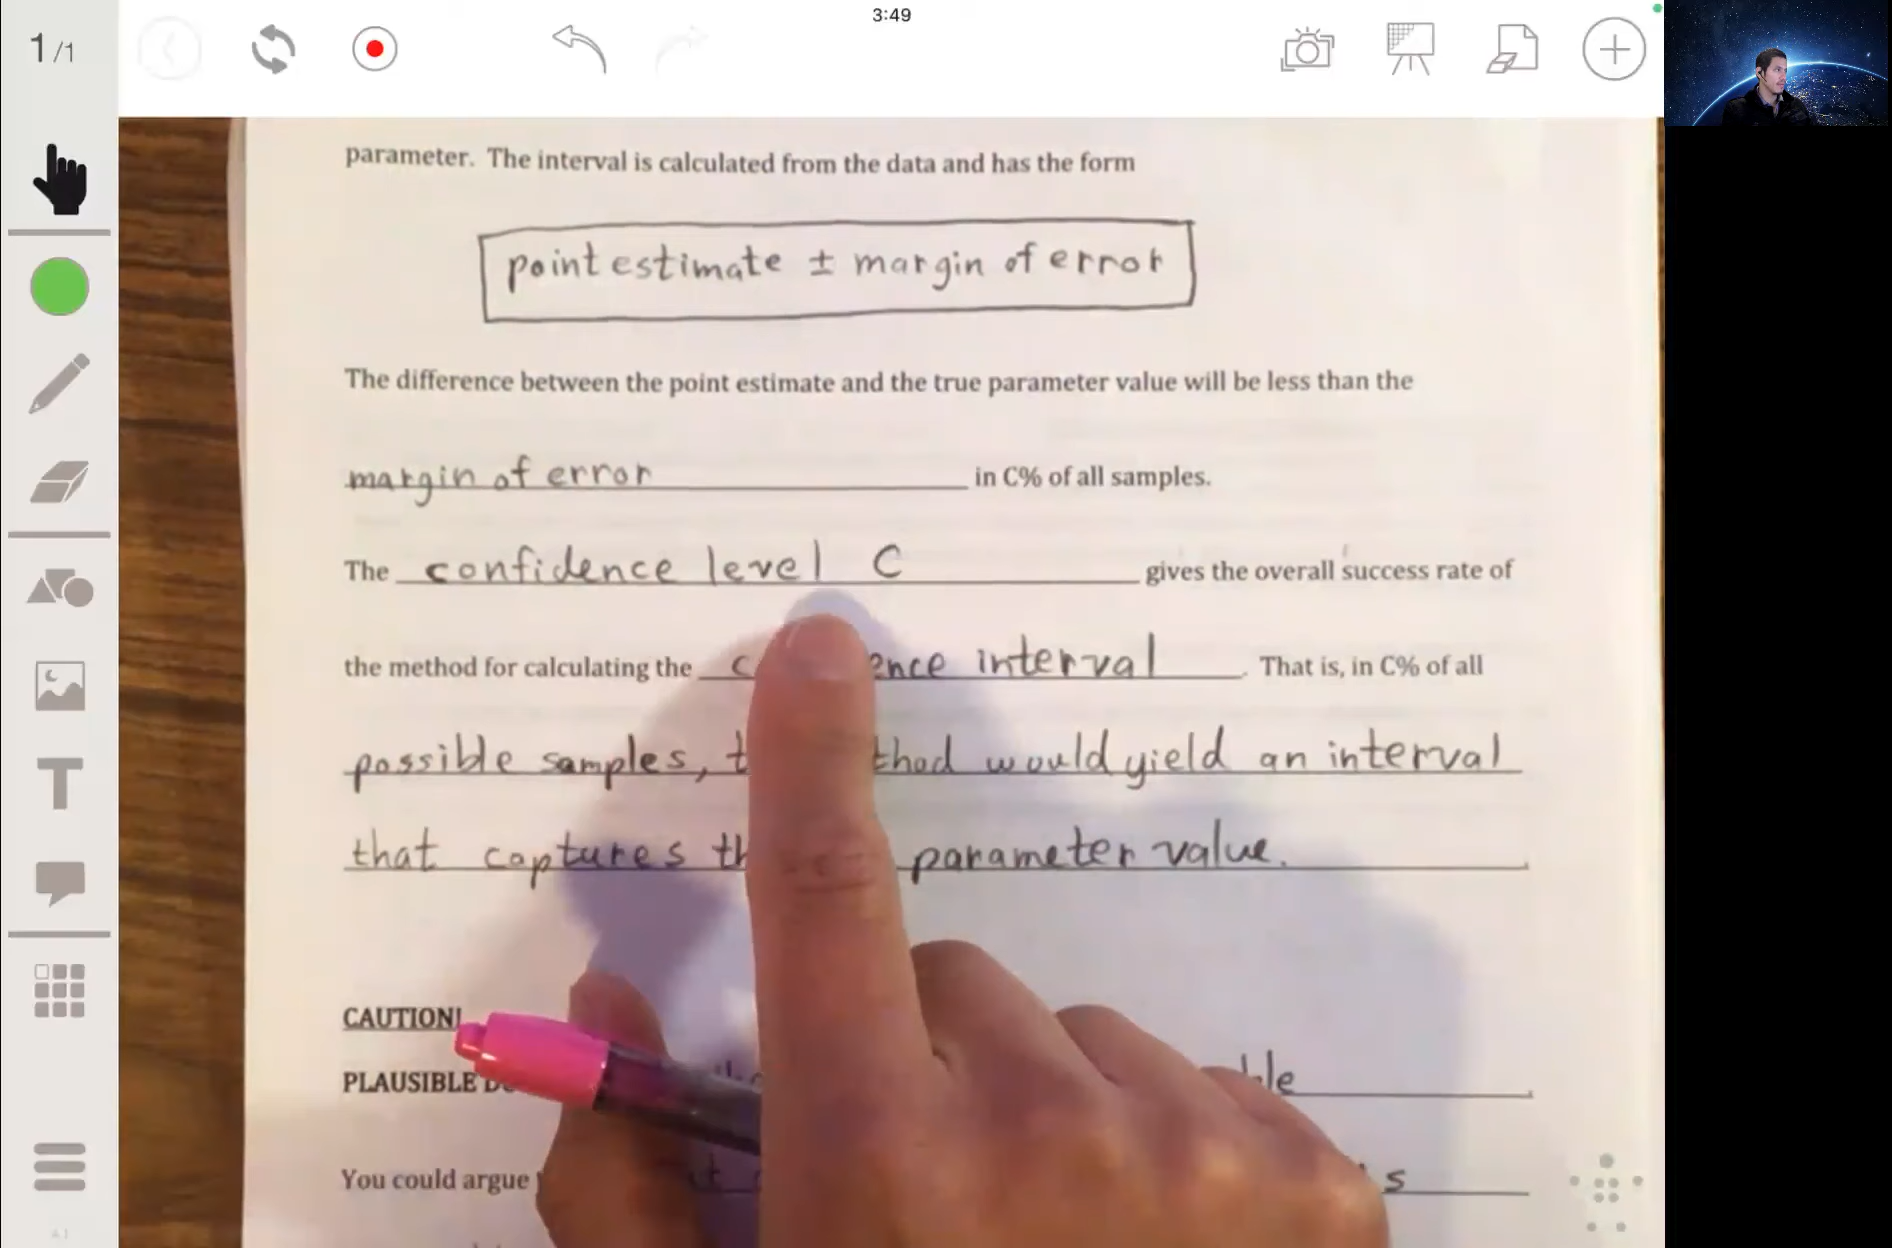 3:49
1/1
parameter. The interval is calculated from the data and has the form
point estimate ± margin of error
The difference between the point estimate and the true parameter value will be less than the
margin of error in C% of all samples.
The confidence level C gives the overall success rate of
the method for calculating the interval. That is, in C% of all
possible samples, would yield an interval
that captures parameter value.
CAUTION!
PLAUSIBLE
You could argue
T